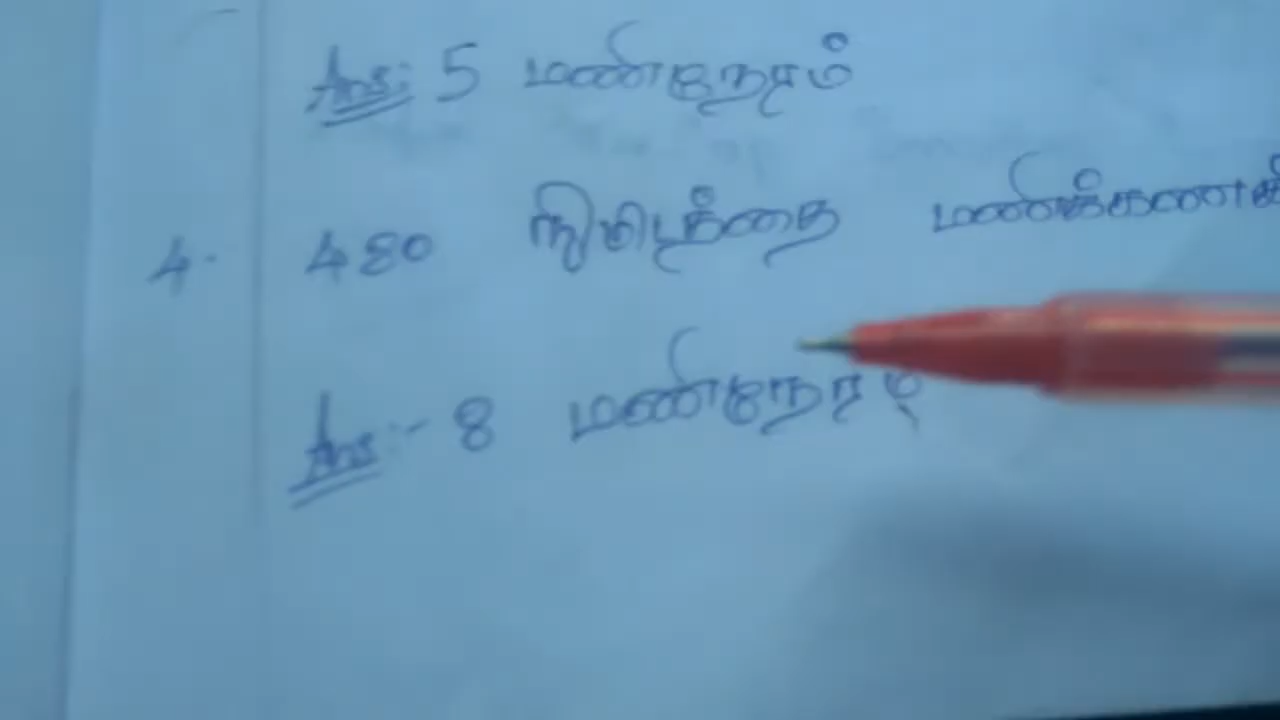 Ans: 5 மணிநேரம்
4. 480 நிமிடத்தை
Ans:- 8 மணிநேரம்